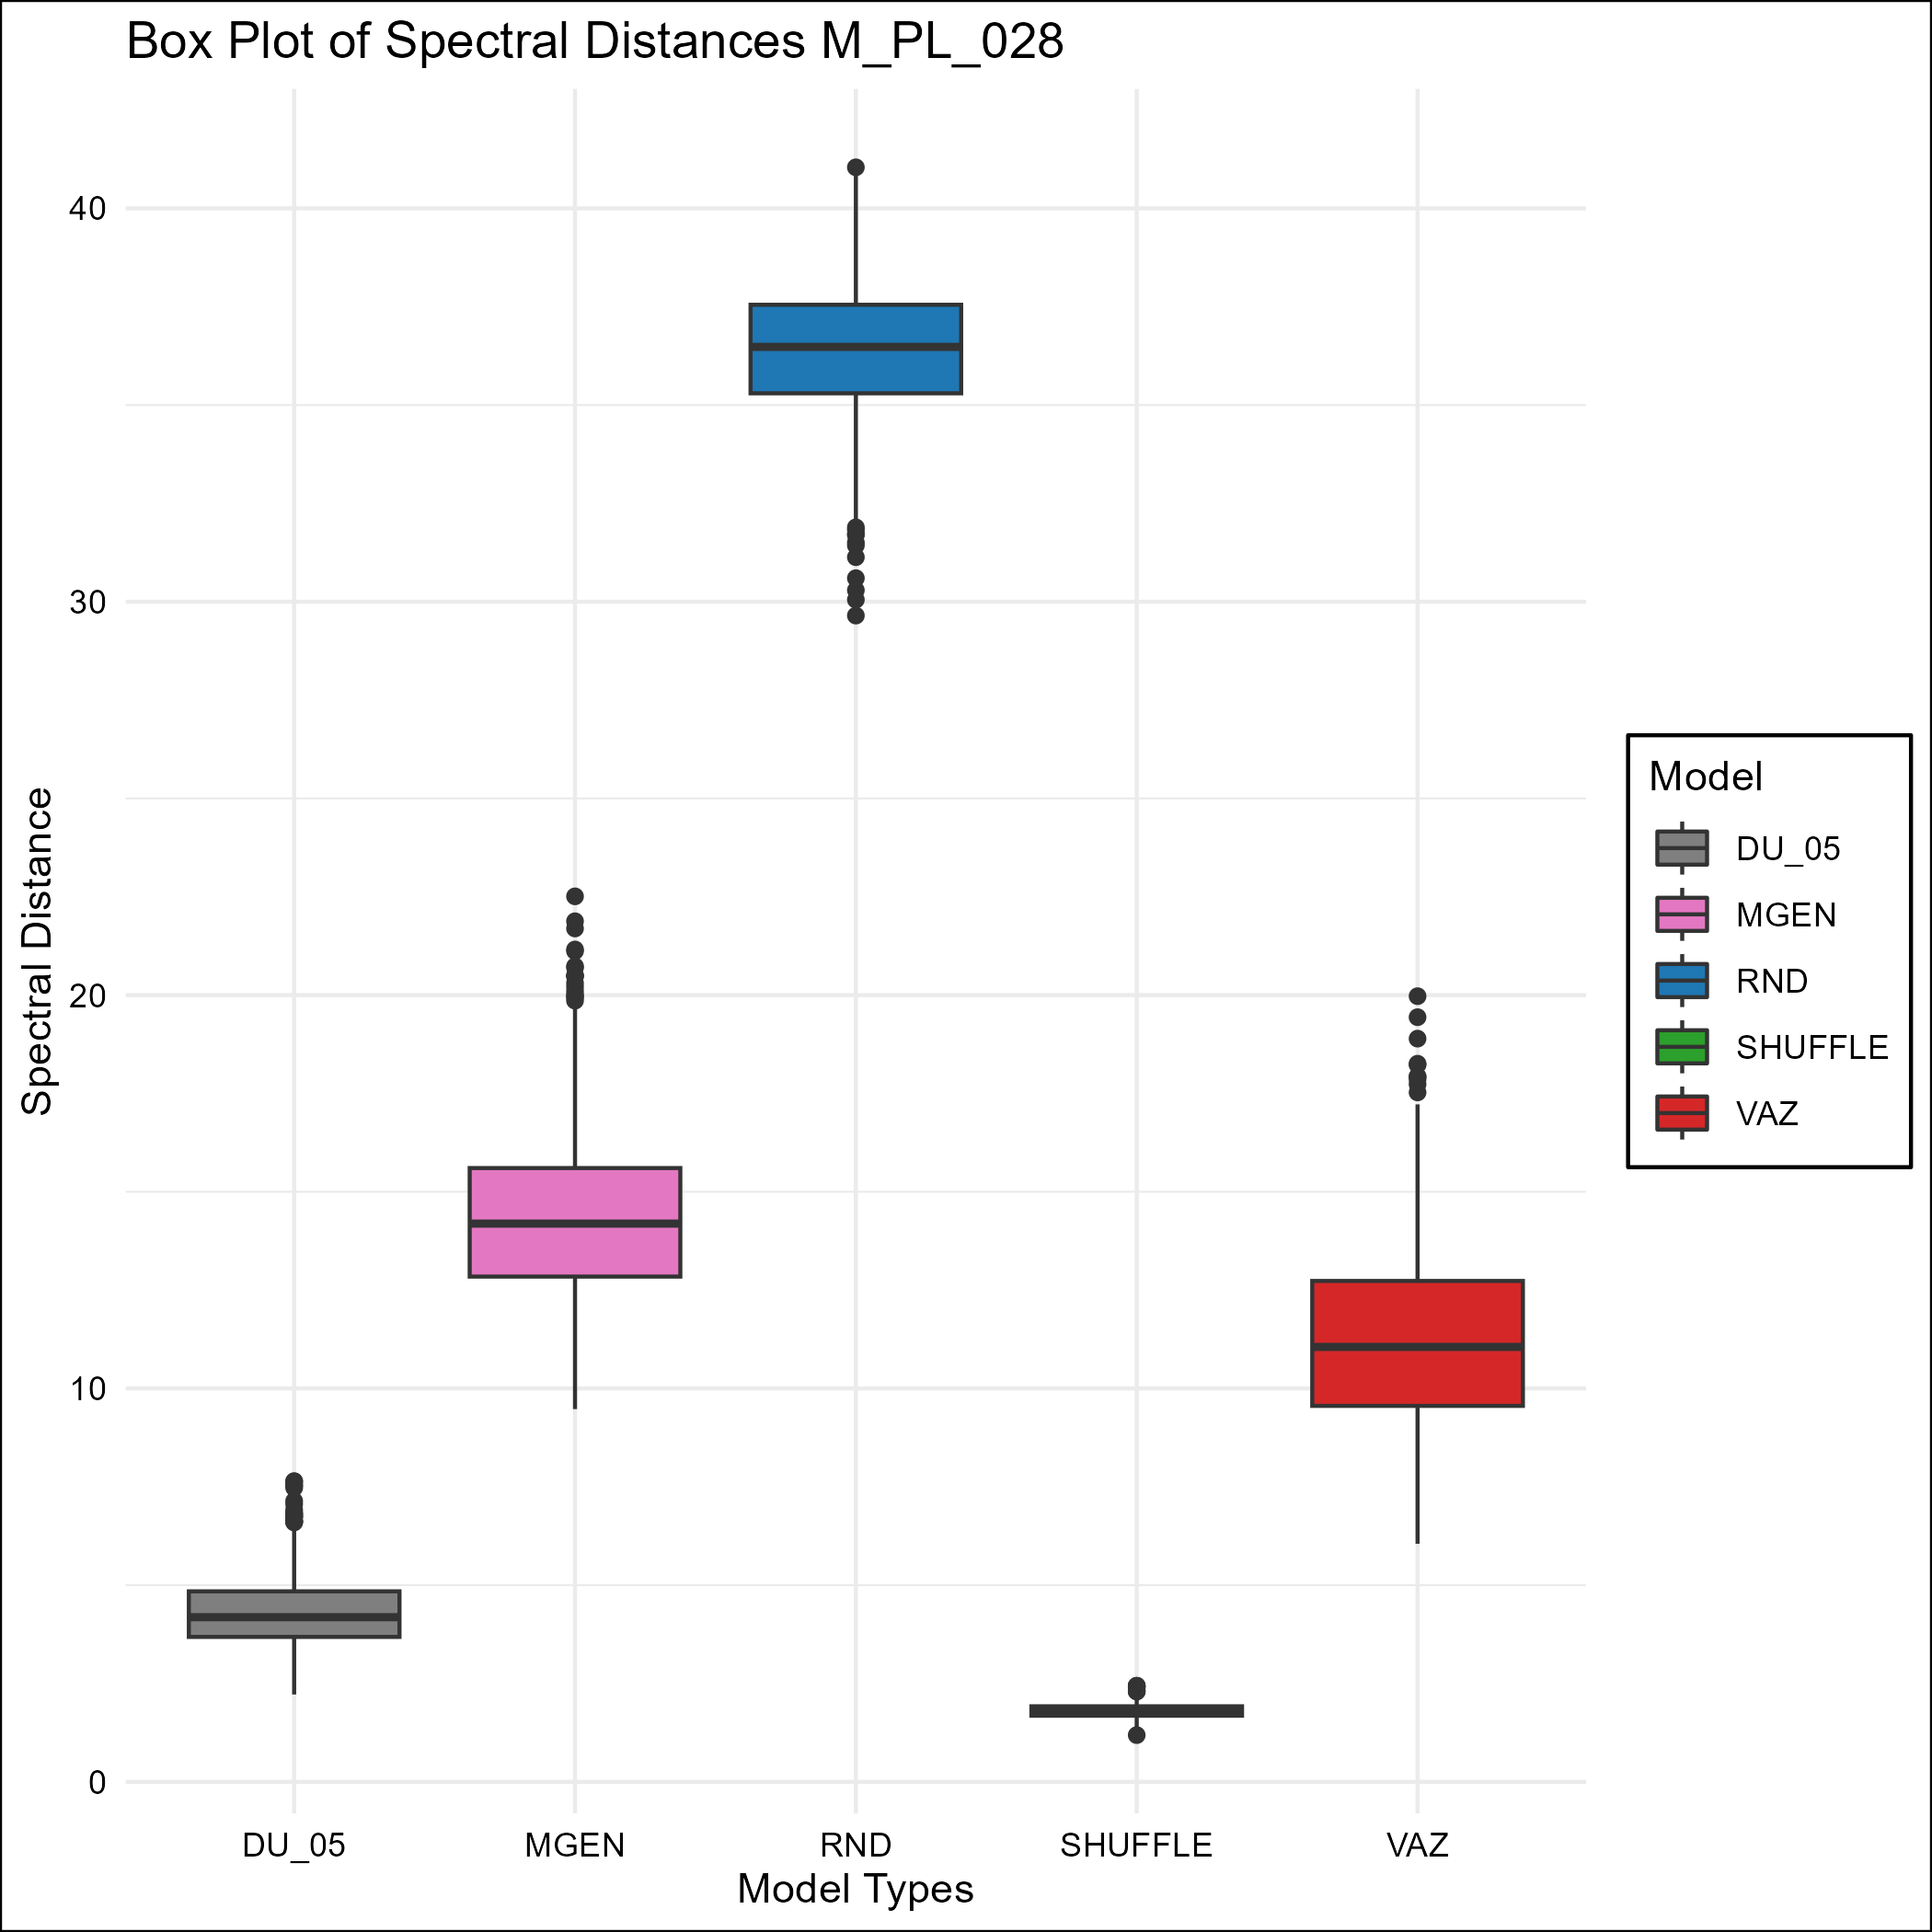 Box Plot of Spectral Distances M_PL_028
Spectral Distance
40
30
20
10
0
DU_05
MGEN
RND
SHUFFLE
VAZ
Model Types
Model
DU_05
MGEN
RND
SHUFFLE
VAZ